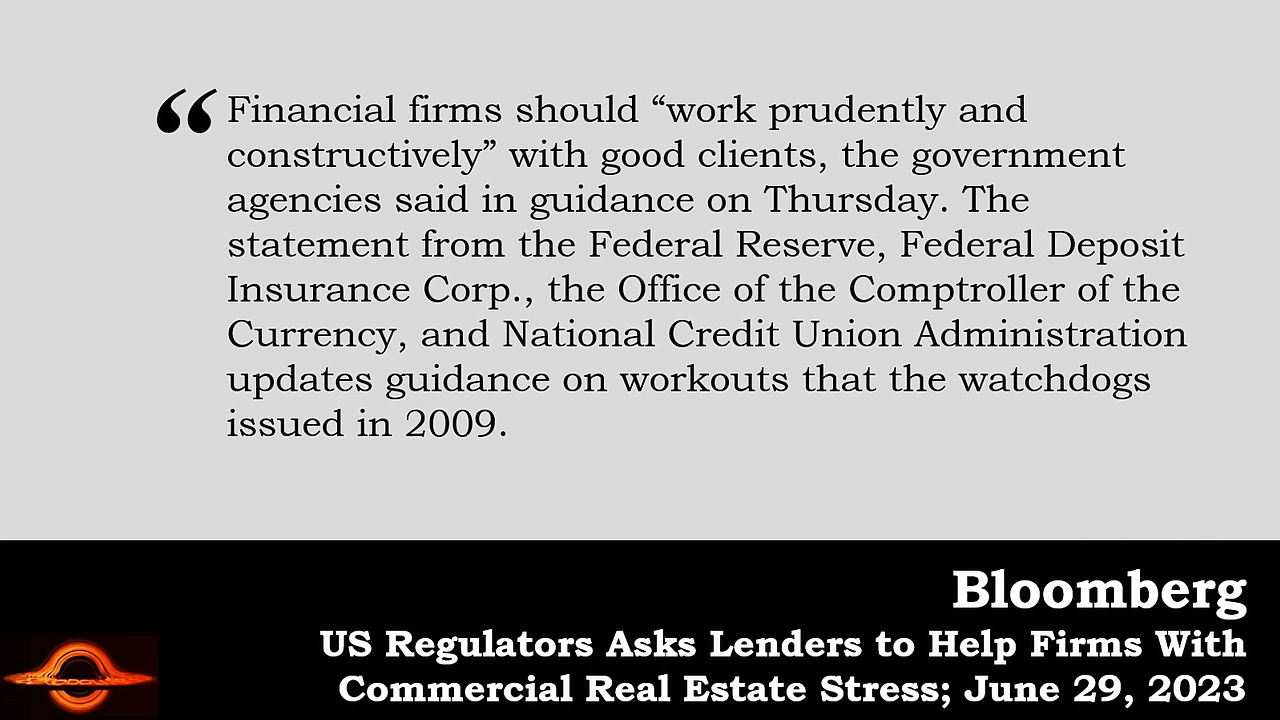 “Financial firms should “work prudently and
constructively” with good clients, the government
agencies said in guidance on Thursday. The
statement from the Federal Reserve, Federal Deposit
Insurance Corp., the Office of the Comptroller of the
Currency, and National Credit Union Administration
updates guidance on workouts that the watchdogs
issued in 2009.
Bloomberg
US Regulators Asks Lenders to Help Firms With
Commercial Real Estate Stress; June 29, 2023